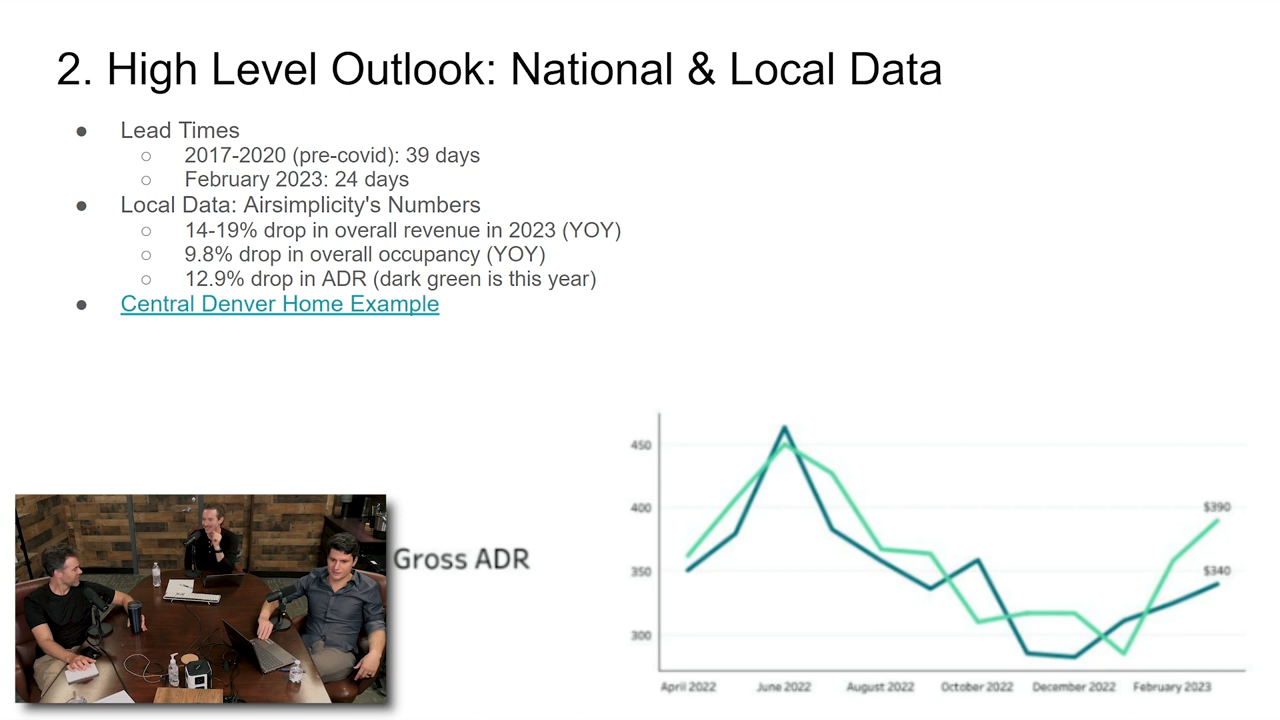 2. High Level Outlook: National & Local Data
● Lead Times
○ 2017-2020 (pre-covid): 39 days
○ February 2023: 24 days
● Local Data: Airsimplicity's Numbers
○ 14-19% drop in overall revenue in 2023 (YOY)
○ 9.8% drop in overall occupancy (YOY)
○ 12.9% drop in ADR (dark green is this year)
● Central Denver Home Example
Gross ADR
450
400
350
300
$390
$340
April 2022 June 2022 August 2022 October 2022 December 2022 February 2023